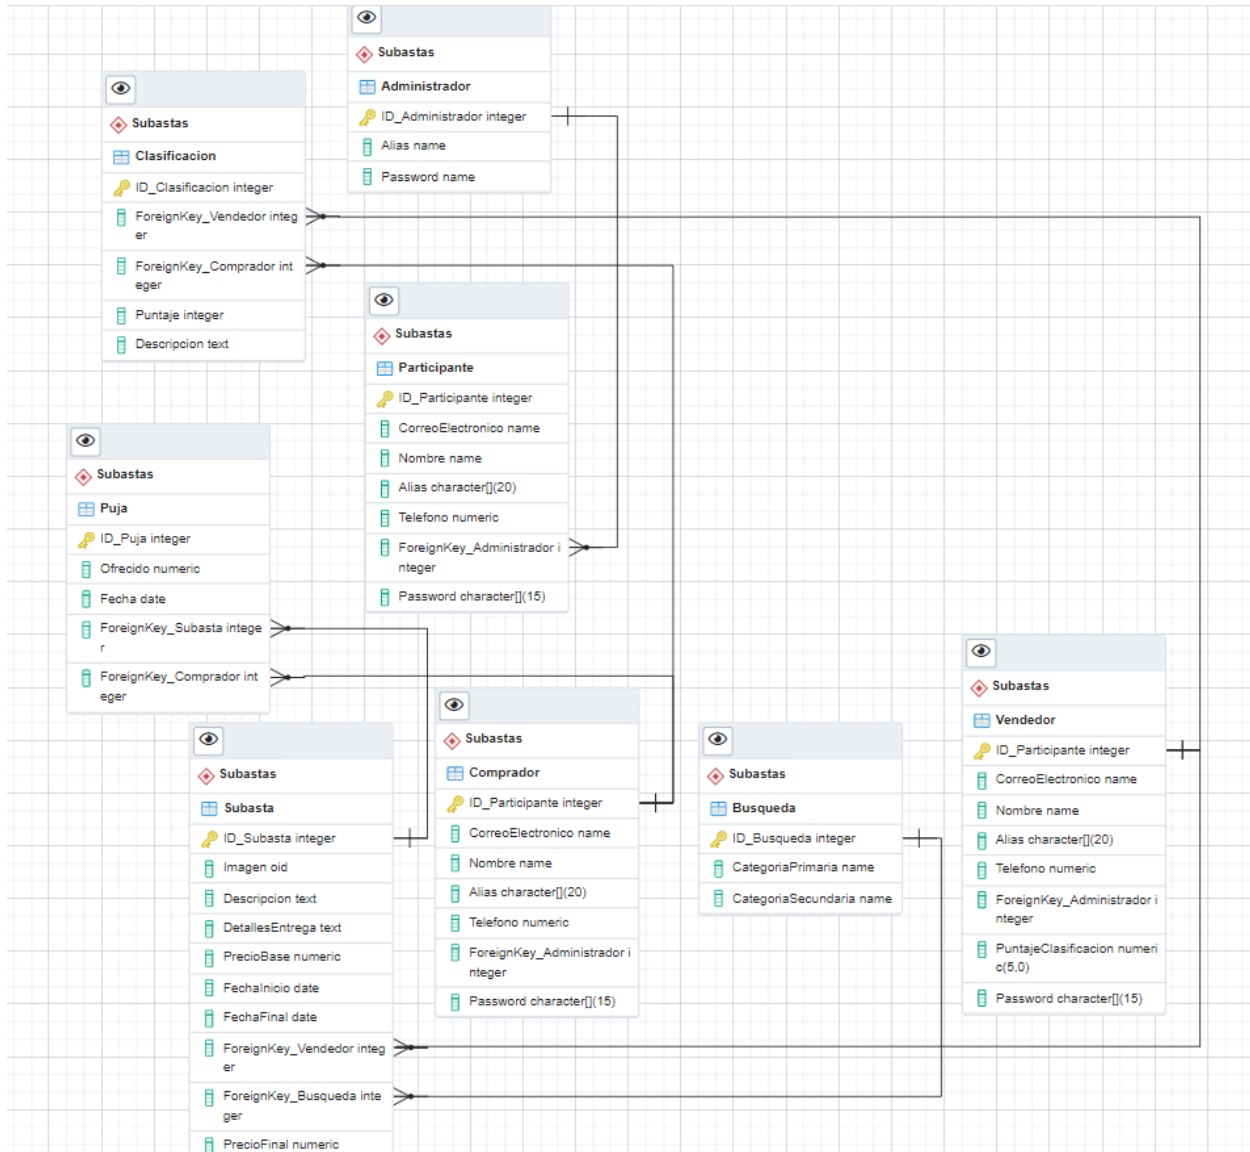 Subastas
Administrador
ID_Administrador integer
Alias name
Password name
Subastas
Clasificacion
ID_Clasificacion integer
ForeignKey_Vendedor integ
er
ForeignKey_Comprador int
eger
Puntaje integer
Descripcion text
Subastas
Participante
ID_Participante integer
CorreoElectronico name
Nombre name
Alias character[](20)
Telefono numeric
ForeignKey_Administrador i
nteger
Password character[](15)
Subastas
Puja
ID_Puja integer
Ofrecido numeric
Fecha date
ForeignKey_Subasta intege
r
ForeignKey_Comprador int
eger
Subastas
Subasta
ID_Subasta integer
Imagen oid
Descripcion text
DetallesEntrega text
PrecioBase numeric
FechaInicio date
FechaFinal date
ForeignKey_Vendedor integ
er
ForeignKey_Busqueda inte
ger
PrecioFinal numeric
Subastas
Comprador
ID_Participante integer
CorreoElectronico name
Nombre name
Alias character[](20)
Telefono numeric
ForeignKey_Administrador i
nteger
Password character[](15)
Subastas
Busqueda
ID_Busqueda integer
CategoriaPrimaria name
CategoriaSecundaria name
Subastas
Vendedor
ID_Participante integer
CorreoElectronico name
Nombre name
Alias character[](20)
Telefono numeric
ForeignKey_Administrador i
nteger
PuntajeClasificacion numeri
c(5,0)
Password character[](15)